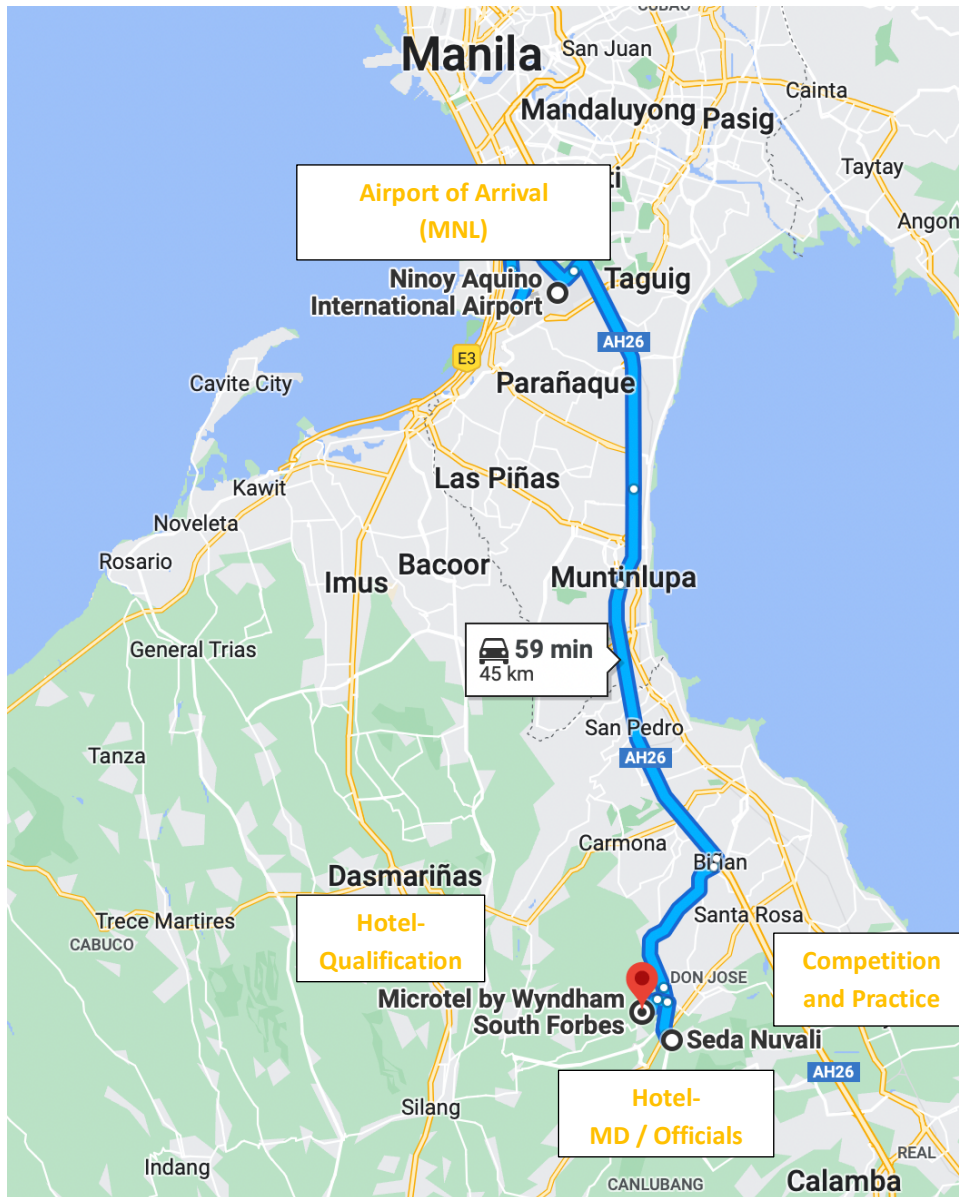 CUBAO
Manila
San Juan
Cainta
Mandaluyong
Pasig
Taytay
Airport of Arrival
(MNL)
ti
Angon
Ninoy Aquino
International Airport
Taguig
AH26
E3
Cavite City
Parañaque
Las Piñas
Kawit
Noveleta
Rosario
Bacoor
Imus
Muntinlupa
General Trias
59 min
45 km
San Pedro
Tanza
AH26
Carmona
Biñan
Dasmariñas
Trece Martires
CABUCO
Hotel-
Qualification
Santa Rosa
Competition
and Practice
DON JOSE
Microtel by Wyndham
South Forbes
Seda Nuvali
AH26
Silang
Hotel-
MD / Officials
Indang
REAL
CANLUBANG
Calamba